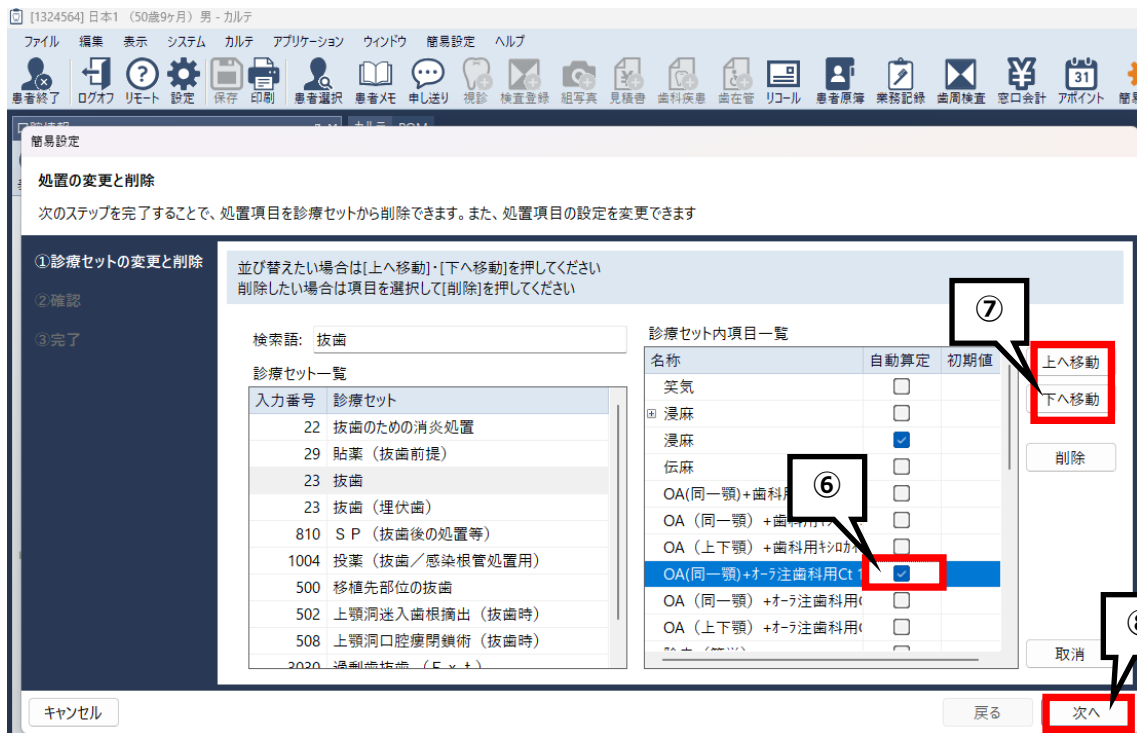 [1324564] 日本1 （50歳9ヶ月）男 - カルテ
ファイル 編集 表示 システム カルテ アプリケーション ウインドウ 簡易設定 ヘルプ
患者終了 ログオフ リモート 設定 保存 印刷 患者選択 患者メモ 申し送り 視診 検査登録 組写真 見積書 歯科疾患 歯在管 リコール 患者原簿 業務記録 歯周検査 窓口会計 アポイント
31
簡易設定
処置の変更と削除
次のステップを完了することで、処置項目を診療セットから削除できます。また、処置項目の設定を変更できます
①診療セットの変更と削除
②確認
③完了
並び替えたい場合は[上へ移動]・[下へ移動]を押してください
削除したい場合は項目を選択して[削除]を押してください
検索語: 抜歯
診療セット一覧
入力番号 診療セット
22 抜歯のための消炎処置
29 貼薬（抜歯前提）
23 抜歯
23 抜歯（埋伏歯）
810 ＳＰ（抜歯後の処置等）
1004 投薬（抜歯／感染根管処置用）
500 移植先部位の抜歯
502 上顎洞迷入歯根摘出（抜歯時）
508 上顎洞口腔瘻閉鎖術（抜歯時）
3030 過剰歯抜歯（Ｅｘｔ）
診療セット内項目一覧
名称 自動算定 初期値
笑気
浸麻
浸麻
伝麻
OA(同一顎)+歯科
OA（同一顎）+歯科用
OA（上下顎）+歯科用ｷｼﾛｶｲ
OA(同一顎)+ｵｰﾗ注歯科用Ct
OA（同一顎）+ｵｰﾗ注歯科用
OA（上下顎）+ｵｰﾗ注歯科用
⑥
⑦
⑧
上へ移動
下へ移動
削除
取消
キャンセル 戻る 次へ